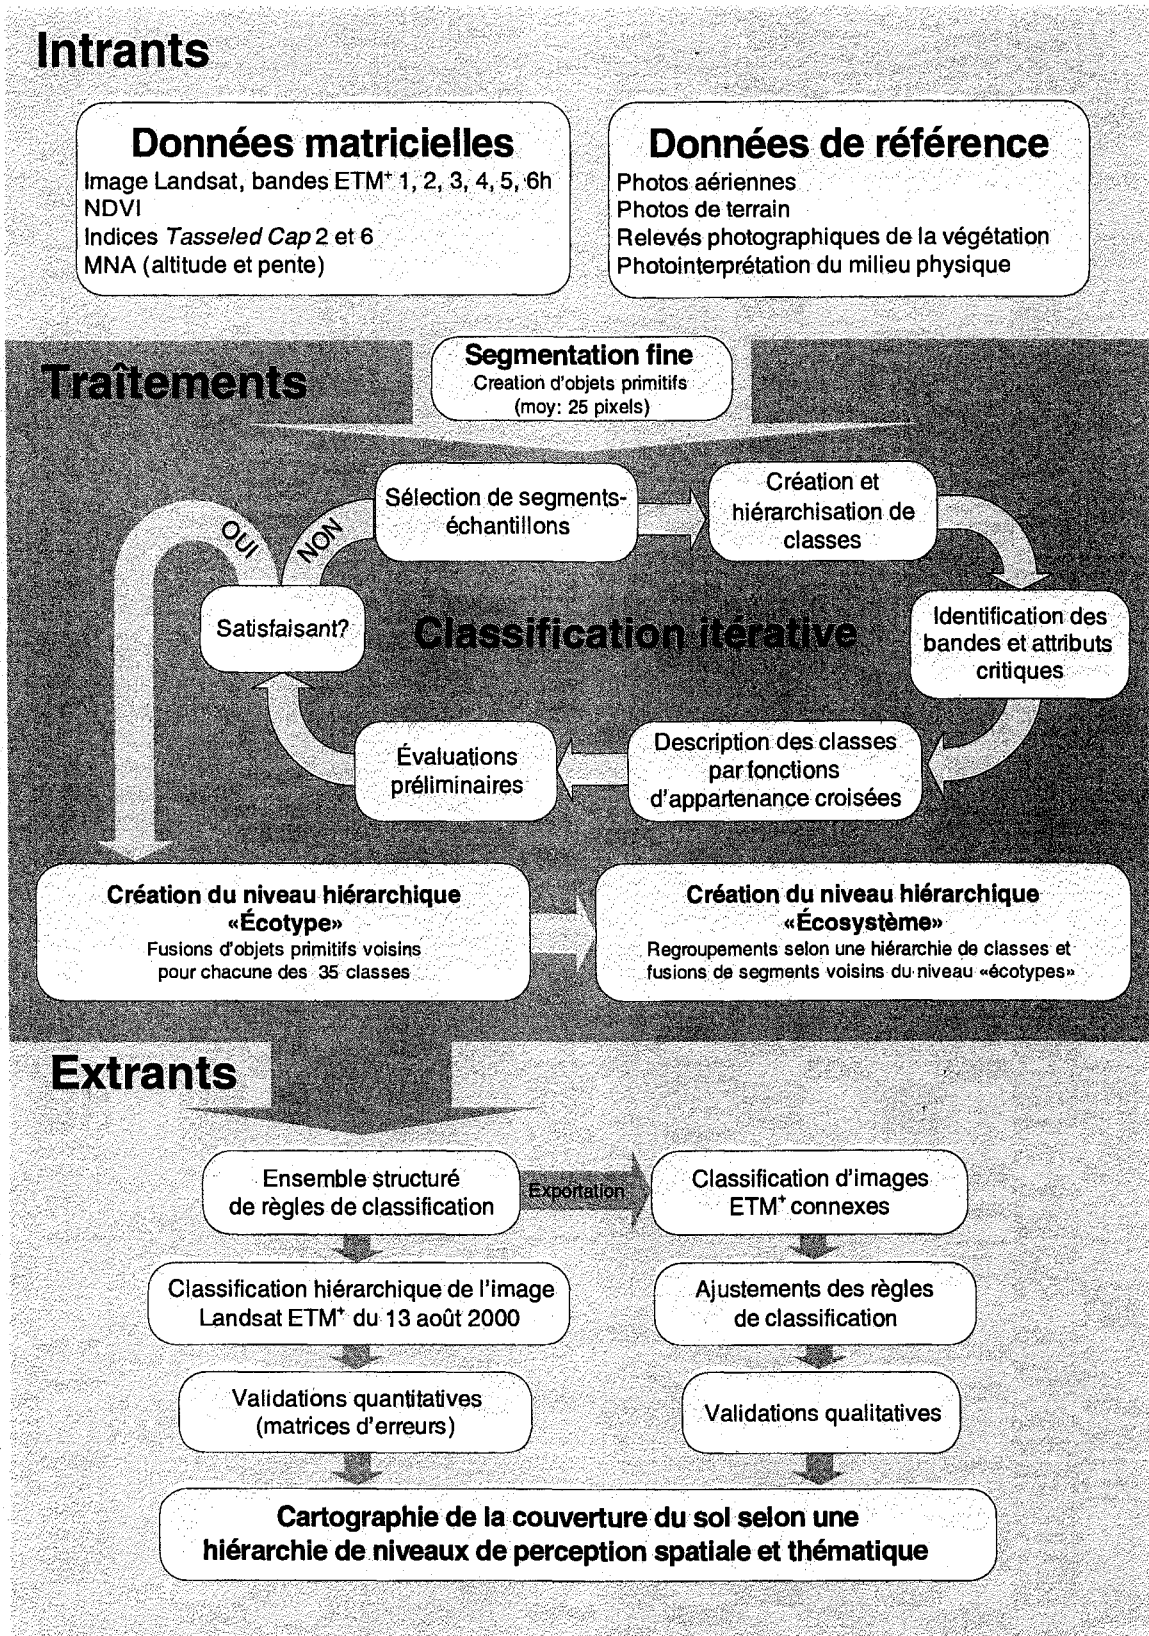 Intrants
Données matricielles
Image Landsat, bandes ETM⁺ 1, 2, 3, 4, 5, 6h
NDVI
Indices Tasseled Cap 2 et 6
MNA (altitude et pente)
Données de référence
Photos aériennes
Photos de terrain
Relevés photographiques de la végétation
Photointerprétation du milieu physique
Traîtements
Segmentation fine
Creation d'objets primitifs
(moy: 25 pixels)
OUI
NON
Sélection de segments-
échantillons
Création et
hiérarchisation de
classes
Satisfaisant?
Classification itérative
Identification des
bandes et attributs
critiques
Évaluations
préliminaires
Description des classes
par fonctions
d'appartenance croisées
Création du niveau hiérarchique
«Écotype»
Fusions d'objets primitifs voisins
pour chacune des 35 classes
Création du niveau hiérarchique
«Écosystème»
Regroupements selon une hiérarchie de classes et
fusions de segments voisins du niveau «écotypes»
Extrants
Ensemble structuré
de règles de classification
Exportation
Classification d'images
ETM⁺ connexes
Classification hiérarchique de l'image
Landsat ETM⁺ du 13 août 2000
Ajustements des règles
de classification
Validations quantitatives
(matrices d'erreurs)
Validations qualitatives
Cartographie de la couverture du sol selon une
hiérarchie de niveaux de perception spatiale et thématique